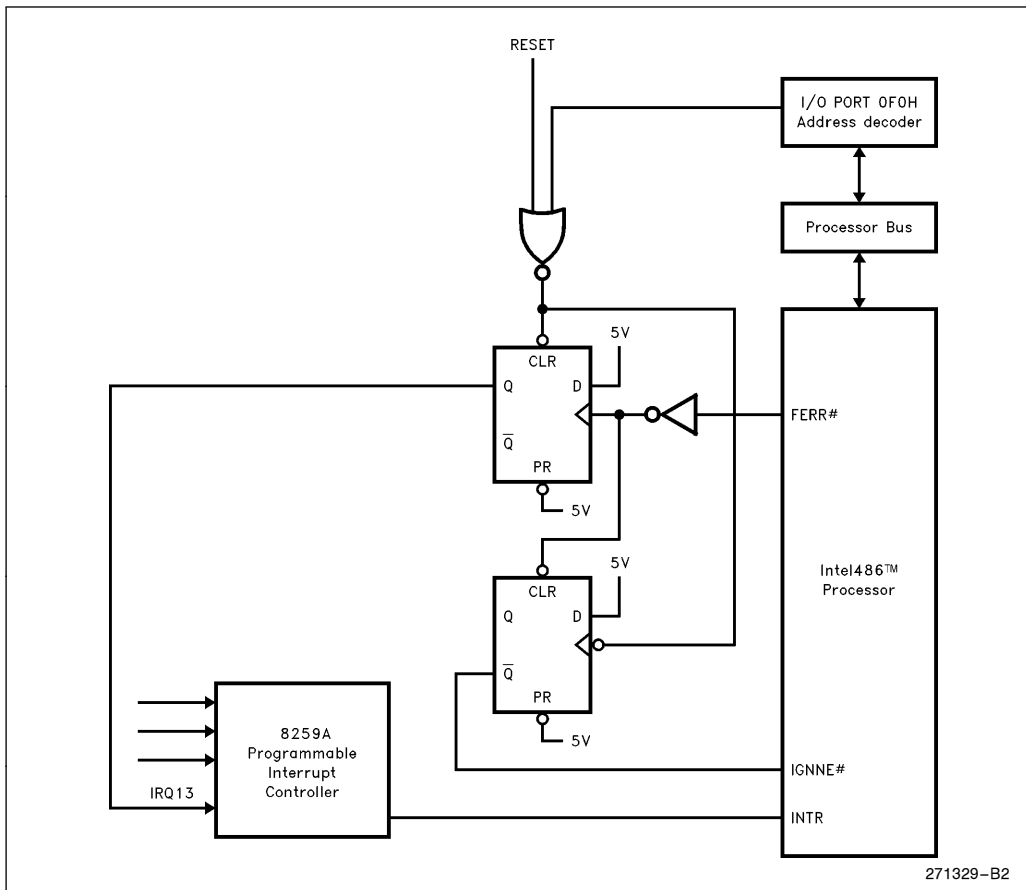 RESET
I/O PORT 0F0H
Address decoder
Processor Bus
5V
CLR
Q
D
Q̅
PR
5V
FERR#
5V
CLR
Q
D
Q̅
PR
5V
Intel486™
Processor
8259A
Programmable
Interrupt
Controller
IRQ13
IGNNE#
INTR
271329-B2